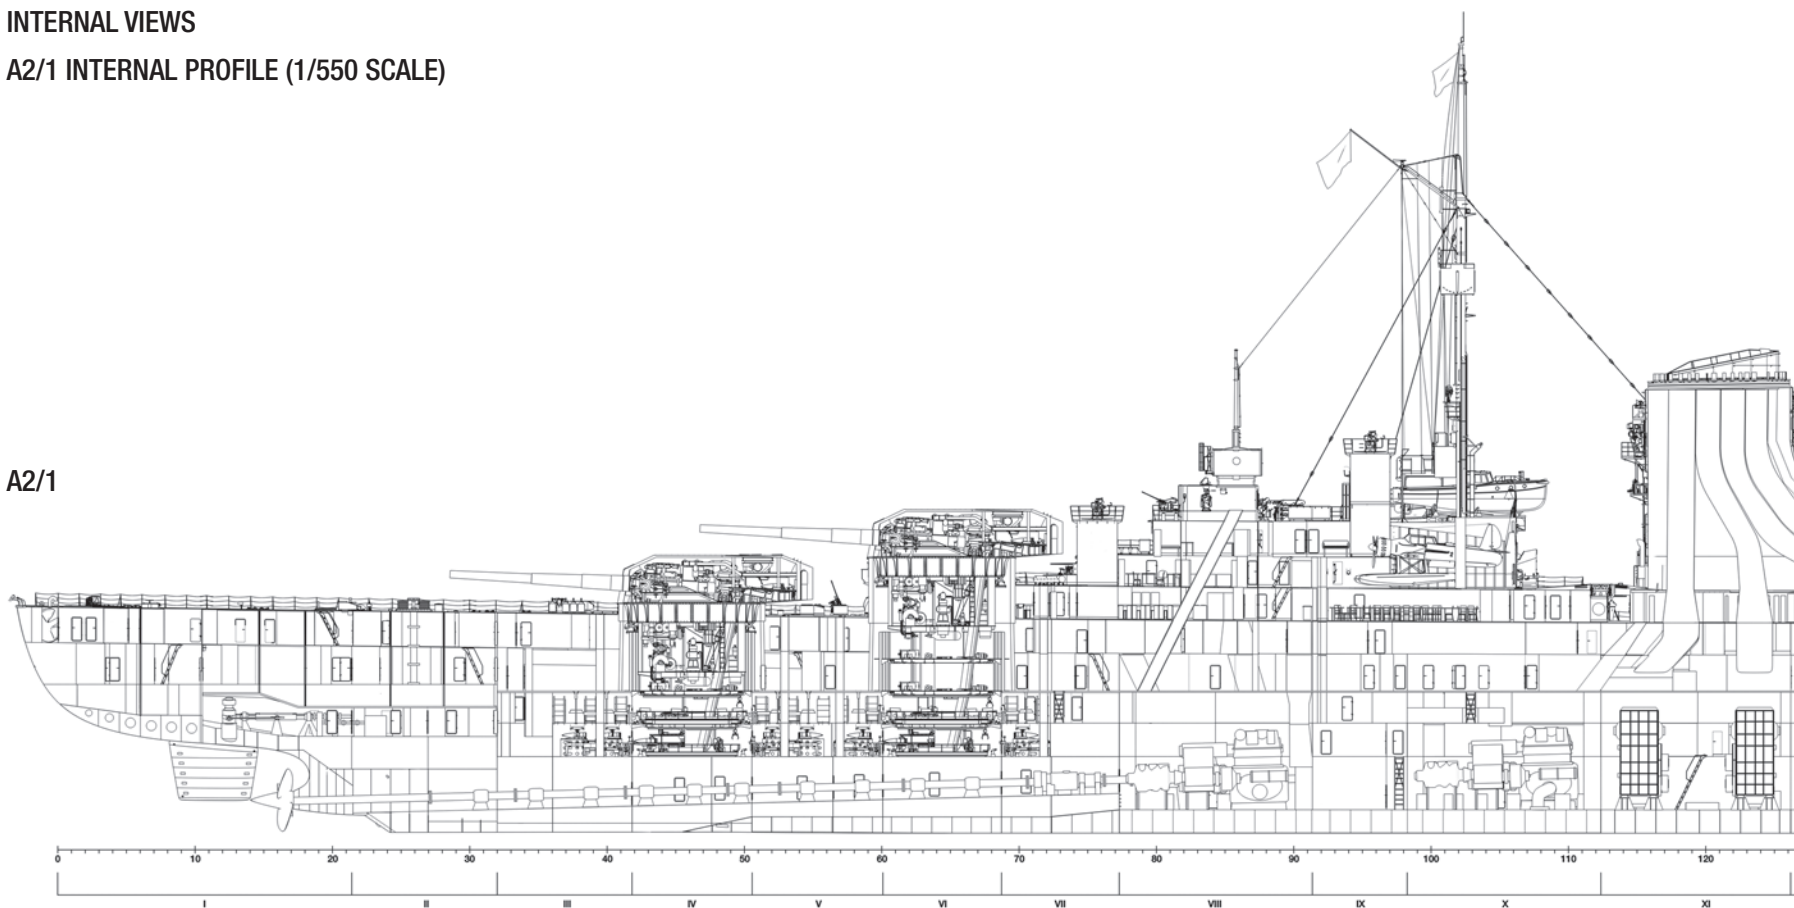 INTERNAL VIEWS
A2/1 INTERNAL PROFILE (1/550 SCALE)
A2/1
0 10 20 30 40 50 60 70 80 90 100 110 120
I II III IV V VI VII VIII IX X XI